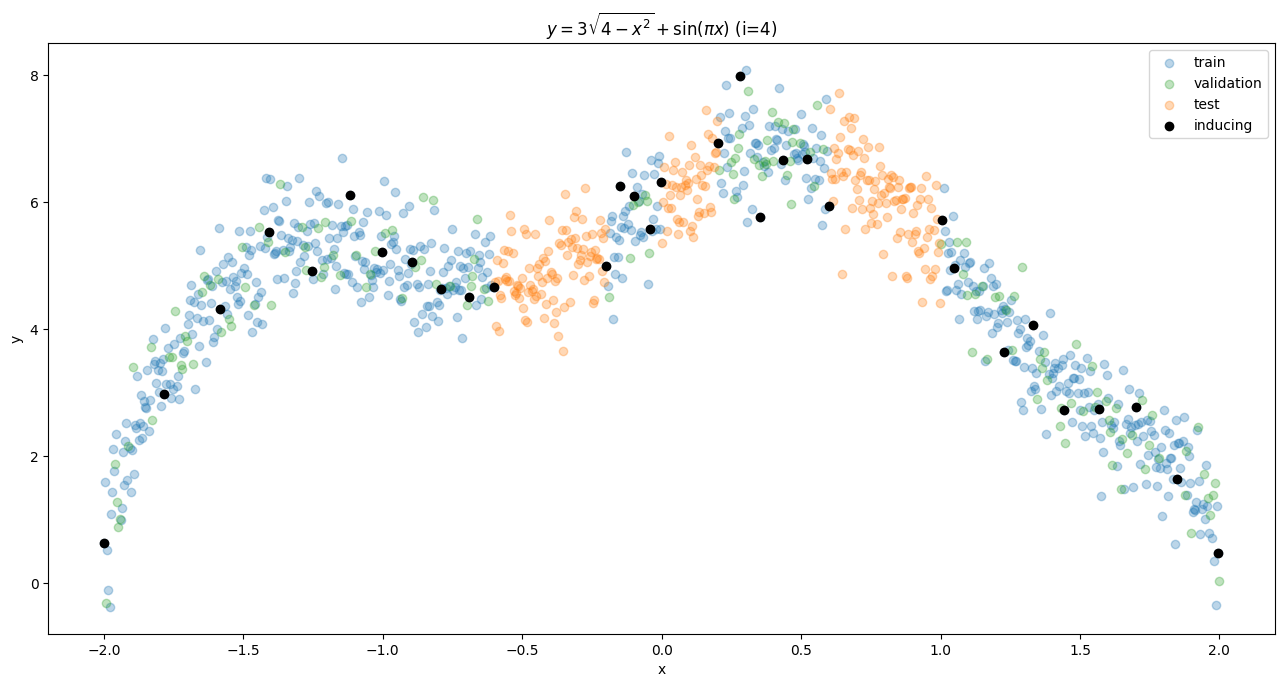 y = 3√(4 − x²) + sin(πx) (i=4)
train
validation
test
inducing
8
6
4
2
0
y
−2.0 −1.5 −1.0 −0.5 0.0 0.5 1.0 1.5 2.0
x